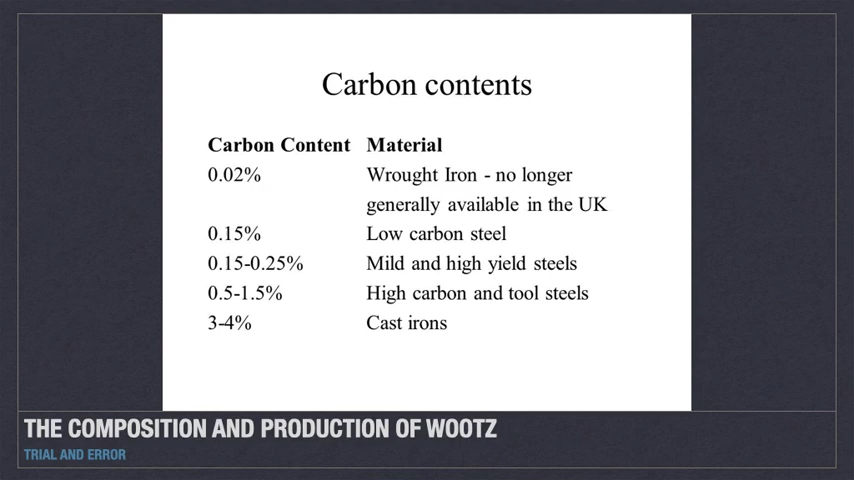 Carbon contents
Carbon Content Material
0.02% Wrought Iron - no longer
generally available in the UK
0.15% Low carbon steel
0.15-0.25% Mild and high yield steels
0.5-1.5% High carbon and tool steels
3-4% Cast irons
THE COMPOSITION AND PRODUCTION OF WOOTZ
TRIAL AND ERROR